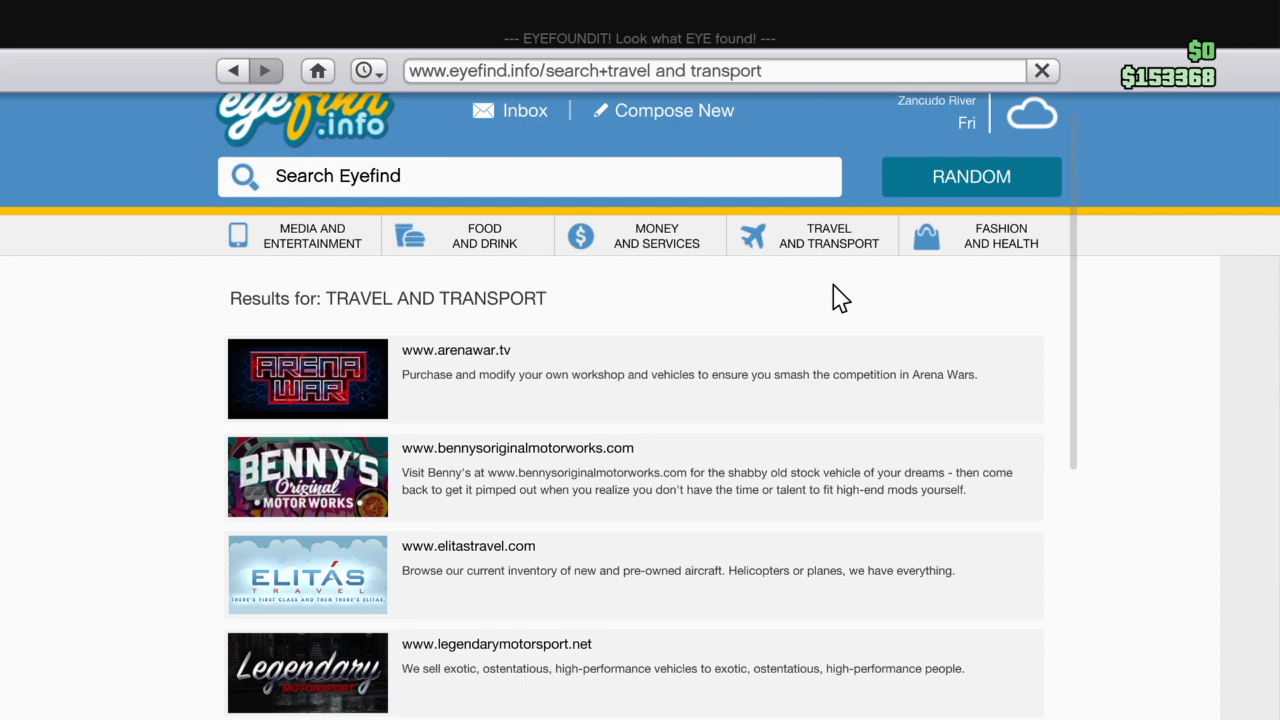 --- EYEFOUNDIT! Look what EYE found! ---
$0
www.eyefind.info/search+travel and transport
$153368
eyefind
.info
Inbox
Compose New
Zancudo River
Fri
Search Eyefind
RANDOM
MEDIA AND
ENTERTAINMENT
FOOD
AND DRINK
MONEY
AND SERVICES
TRAVEL
AND TRANSPORT
FASHION
AND HEALTH
Results for: TRAVEL AND TRANSPORT
ARENA
WAR
www.arenawar.tv
Purchase and modify your own workshop and vehicles to ensure you smash the competition in Arena Wars.
BENNY'S
Original
MOTOR WORKS
www.bennysoriginalmotorworks.com
Visit Benny's at www.bennysoriginalmotorworks.com for the shabby old stock vehicle of your dreams - then come
back to get it pimped out when you realize you don't have the time or talent to fit high-end mods yourself.
ELITÁS
TRAVEL
THERE'S FIRST CLASS AND THEN THERE'S ELITAS.
www.elitastravel.com
Browse our current inventory of new and pre-owned aircraft. Helicopters or planes, we have everything.
Legendary
MOTORSPORT
www.legendarymotorsport.net
We sell exotic, ostentatious, high-performance vehicles to exotic, ostentatious, high-performance people.